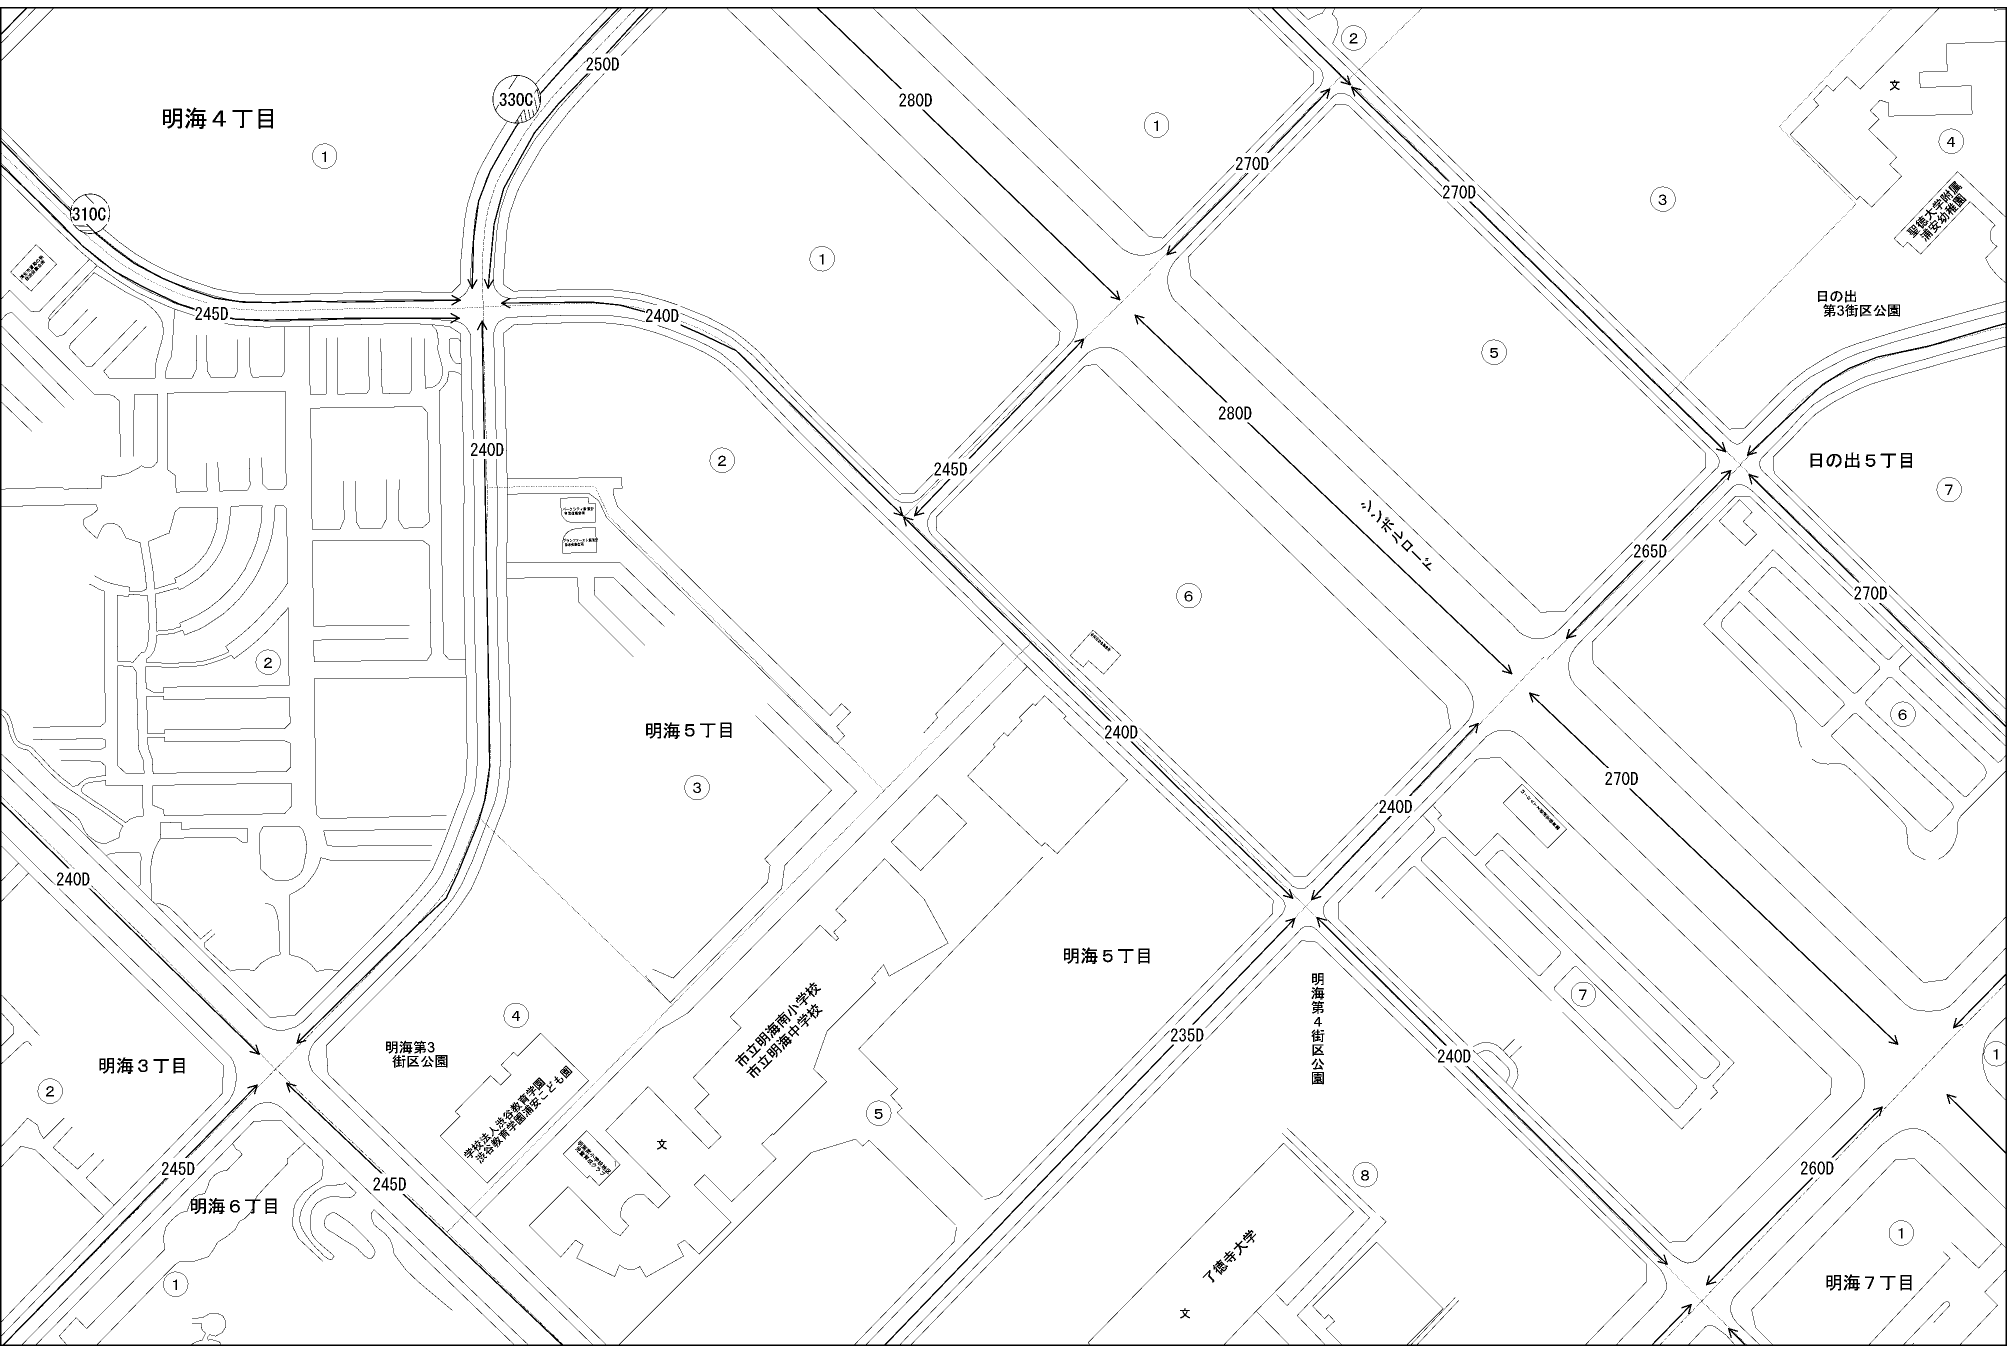 250D
330C
280D
②
文
明海４丁目
①
①
④
①
270D
270D
③
310C
聖徳大学附属
浦安幼稚園
①
日の出
第3街区公園
245D
240D
⑤
280D
240D
②
245D
日の出５丁目
⑦
シンボルロード
265D
270D
⑥
②
⑥
明海５丁目
240D
③
270D
240D
240D
明海５丁目
⑦
明海第４街区公園
市立明海南小学校
市立明海中学校
④
235D
明海第3
街区公園
240D
①
明海３丁目
②
学校法人渋谷教育学園
渋谷教育学園浦安こども園
⑤
文
245D
245D
260D
⑧
明海６丁目
了徳寺大学
①
①
明海７丁目
文